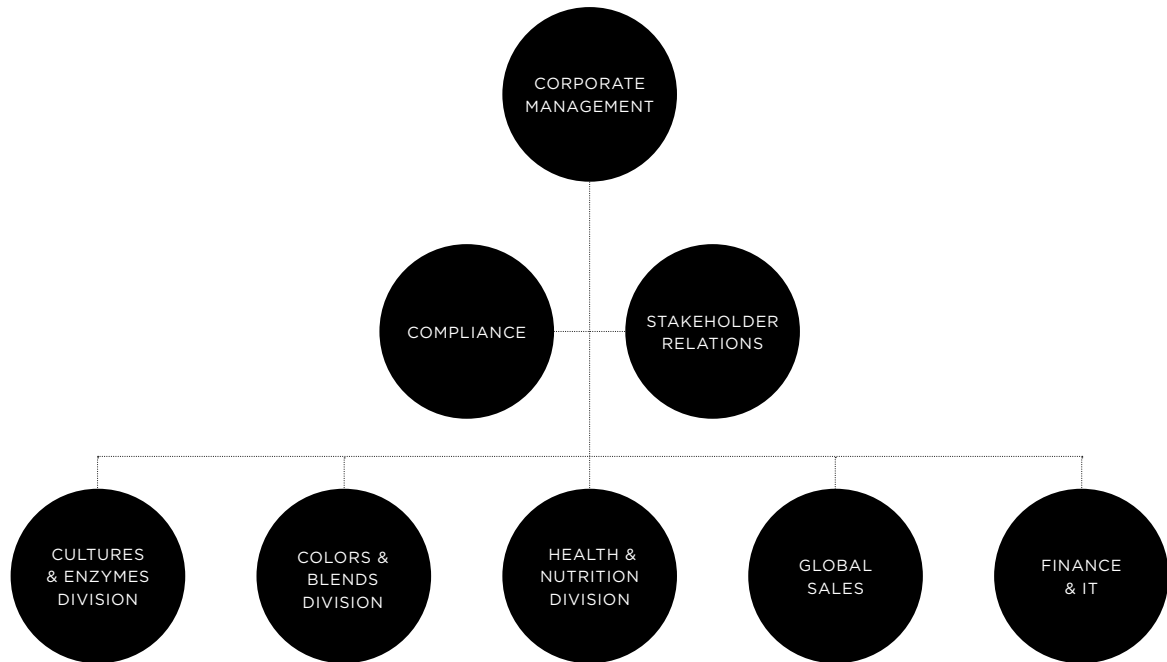 CORPORATE
MANAGEMENT
COMPLIANCE
STAKEHOLDER
RELATIONS
CULTURES
& ENZYMES
DIVISION
COLORS &
BLENDS
DIVISION
HEALTH &
NUTRITION
DIVISION
GLOBAL
SALES
FINANCE
& IT